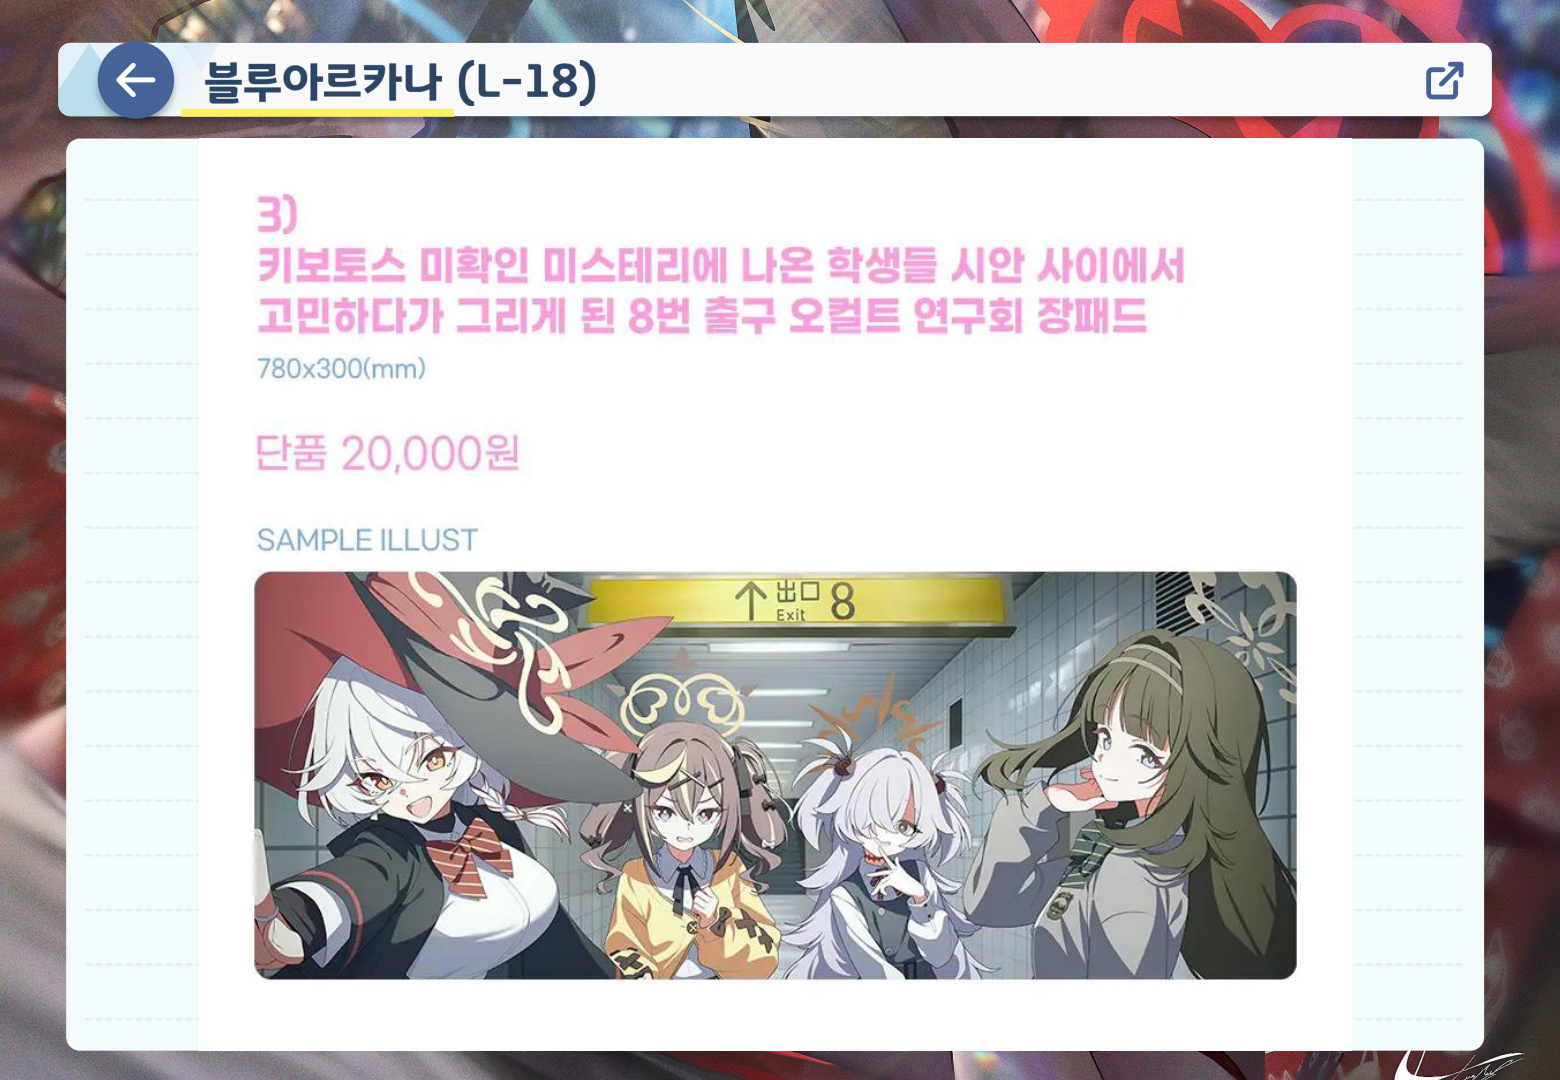 블루아르카나 (L-18)
3)
키보토스 미확인 미스테리에 나온 학생들 시안 사이에서
고민하다가 그리게 된 8번 출구 오컬트 연구회 장패드
780x300(mm)
단품 20,000원
SAMPLE ILLUST
↑ 出口 8
Exit